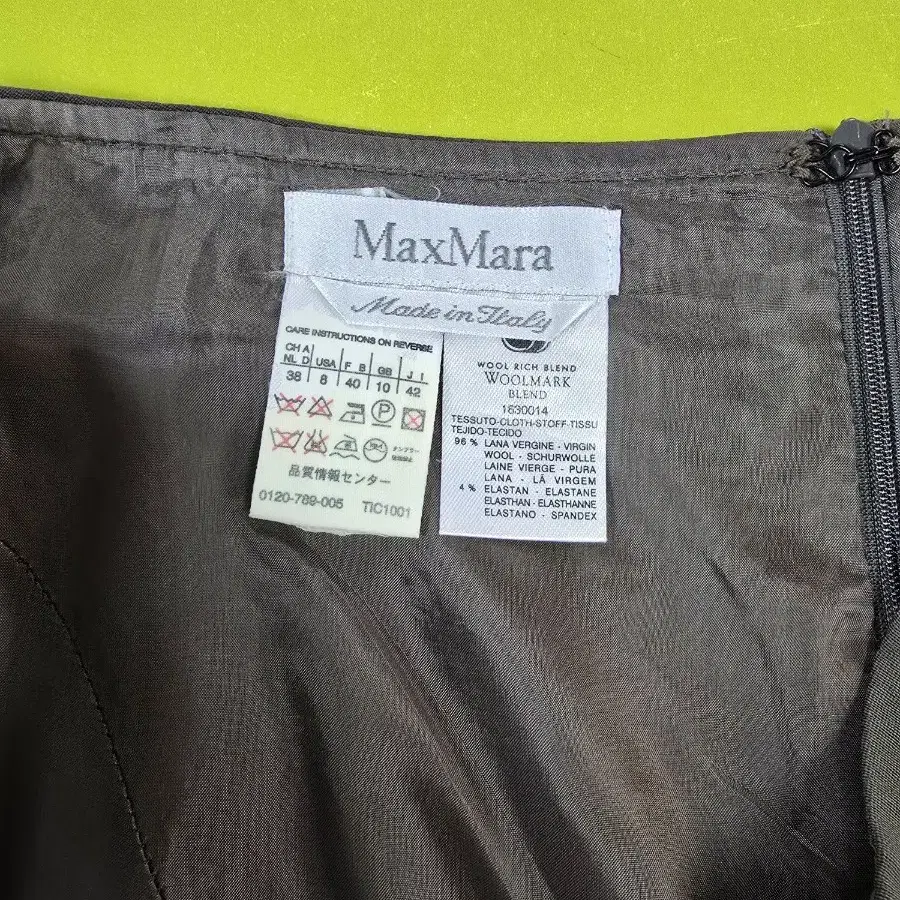 MaxMara
Made in Italy
CARE INSTRUCTIONS ON REVERSE
CH A NL D USA F B GB J I
38 8 40 10 42
P
品質情報センター
0120-789-005 TIC1001
WOOL RICH BLEND
WOOLMARK
BLEND
1630014
TESSUTO-CLOTH-STOFF-TISSU
TEJIDO-TECIDO
96 % LANA VERGINE - VIRGIN
WOOL - SCHURWOLLE
LAINE VIERGE - PURA
LANA - LÃ VIRGEM
4 % ELASTAN - ELASTANE
ELASTHAN - ELASTHANNE
ELASTANO - SPANDEX